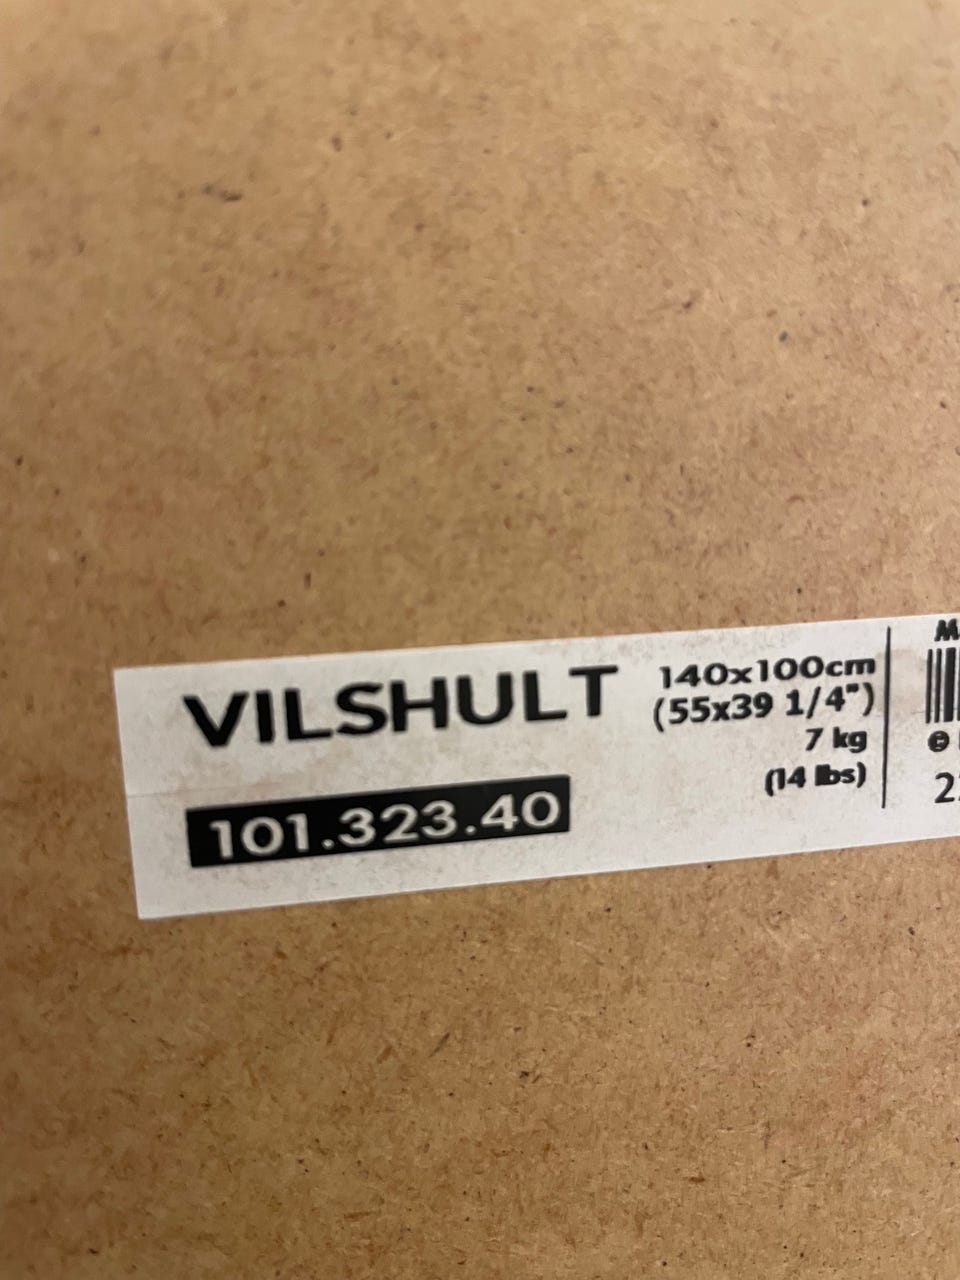 VILSHULT
101.323.40
140x100cm
(55x39 1/4")
7 kg
(14 lbs)